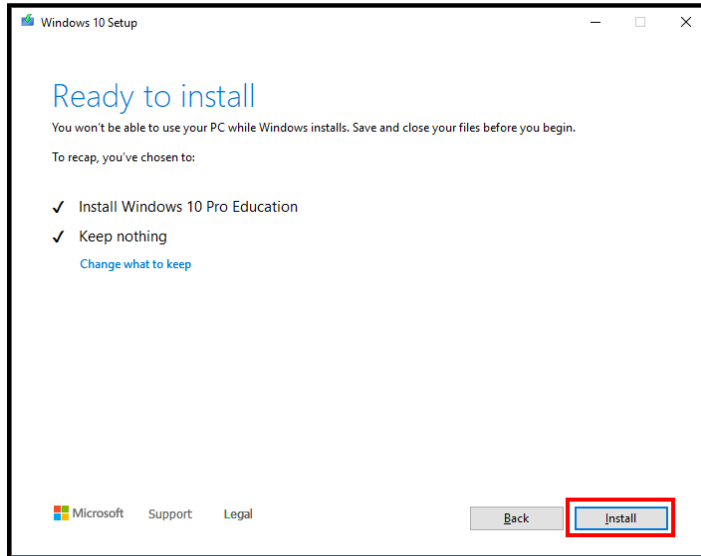 Windows 10 Setup
Ready to install
You won't be able to use your PC while Windows installs. Save and close your files before you begin.
To recap, you've chosen to:
✓ Install Windows 10 Pro Education
✓ Keep nothing
Change what to keep
Microsoft Support Legal Back Install